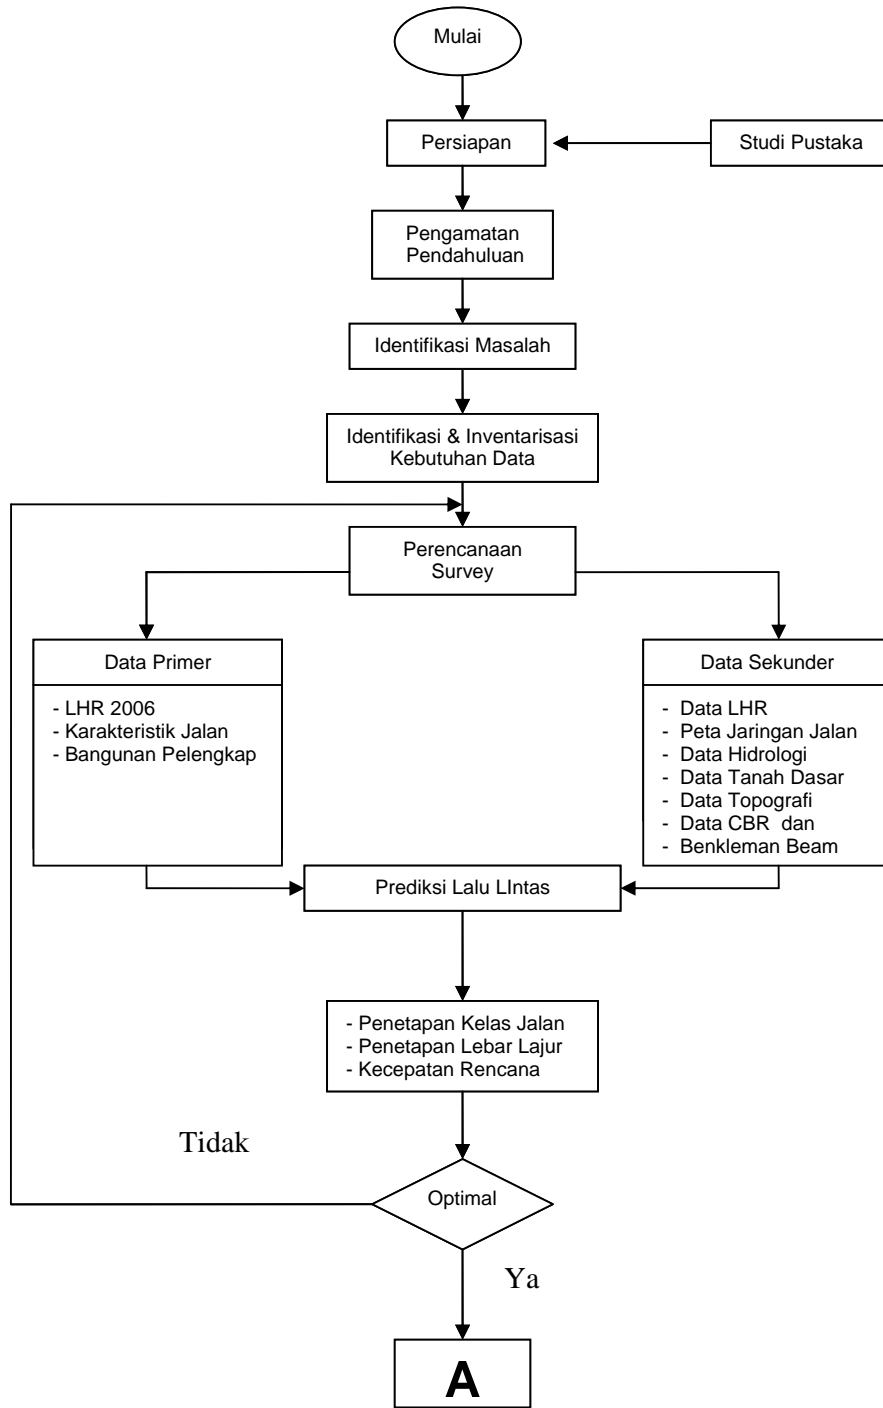 Mulai
Persiapan
Studi Pustaka
Pengamatan
Pendahuluan
Identifikasi Masalah
Identifikasi & Inventarisasi
Kebutuhan Data
Perencanaan
Survey
Data Primer
- LHR 2006
- Karakteristik Jalan
- Bangunan Pelengkap
Data Sekunder
- Data LHR
- Peta Jaringan Jalan
- Data Hidrologi
- Data Tanah Dasar
- Data Topografi
- Data CBR dan
- Benkleman Beam
Prediksi Lalu LIntas
- Penetapan Kelas Jalan
- Penetapan Lebar Lajur
- Kecepatan Rencana
Tidak
Optimal
Ya
A